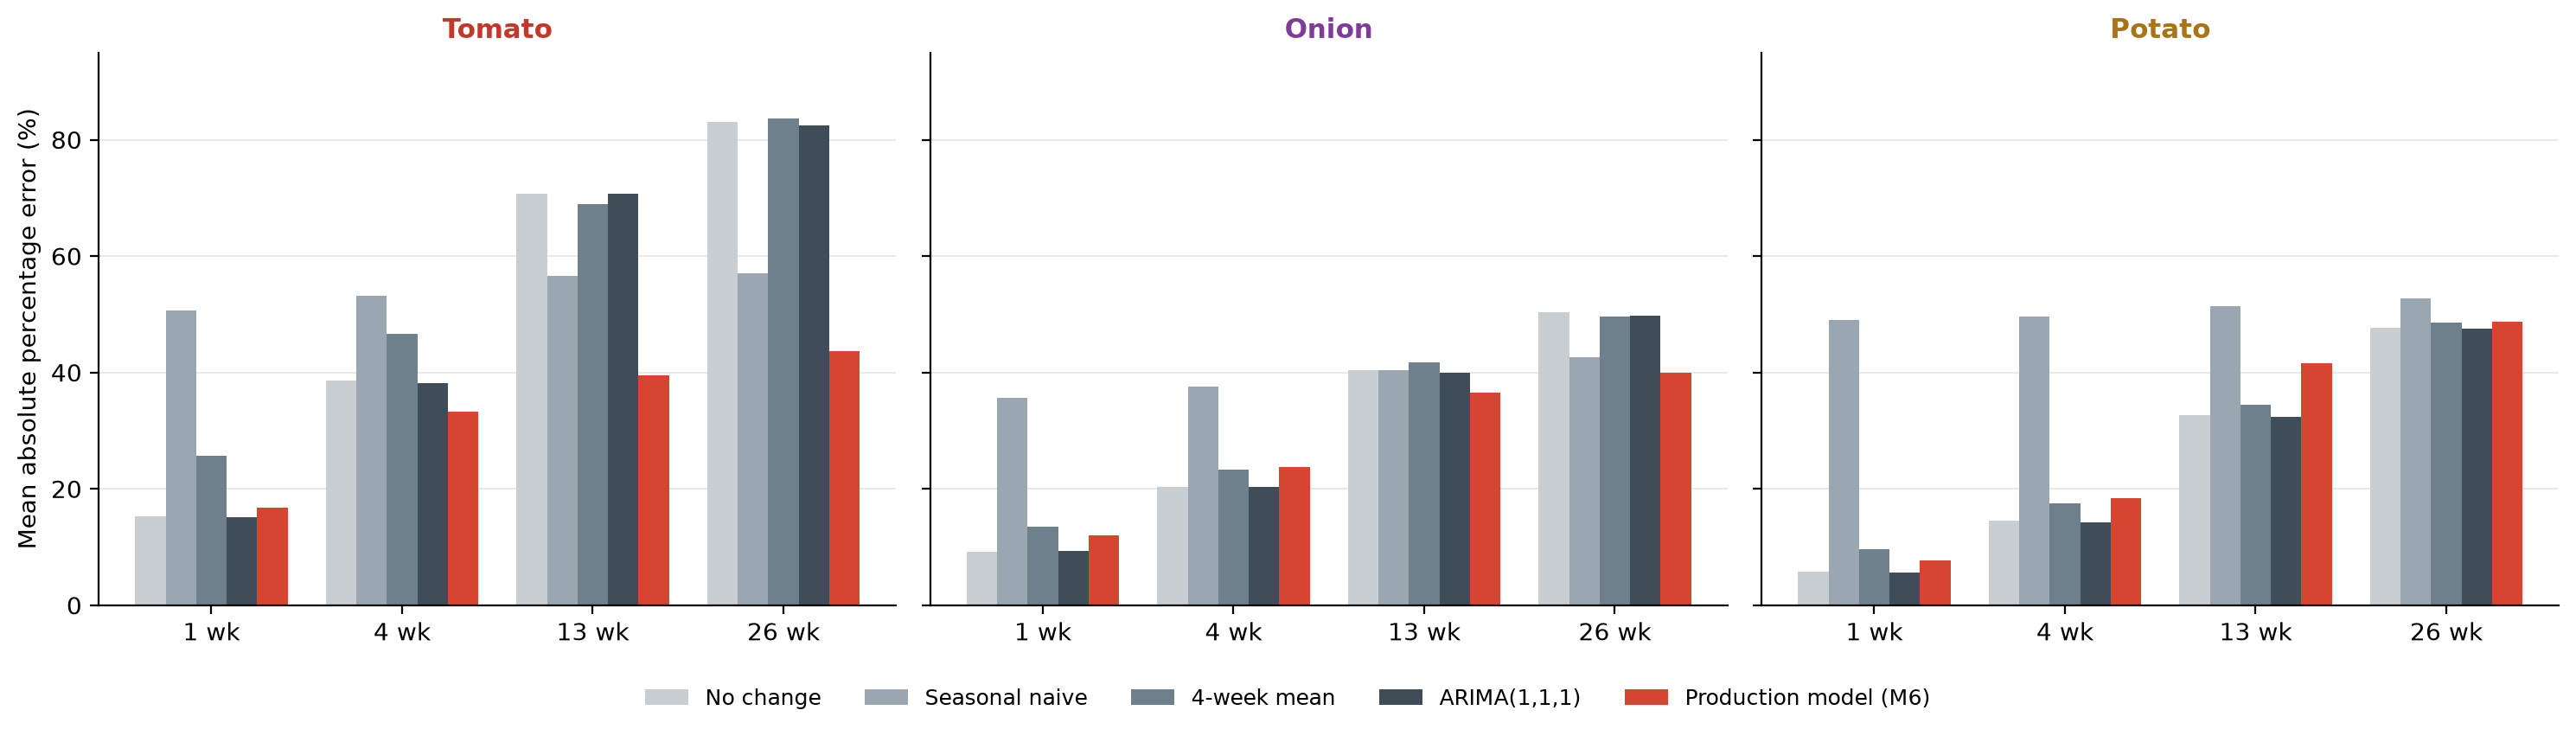 Tomato
Onion
Potato
Mean absolute percentage error (%)
80
60
40
20
0
1 wk 4 wk 13 wk 26 wk
1 wk 4 wk 13 wk 26 wk
1 wk 4 wk 13 wk 26 wk
No change Seasonal naive 4-week mean ARIMA(1,1,1) Production model (M6)